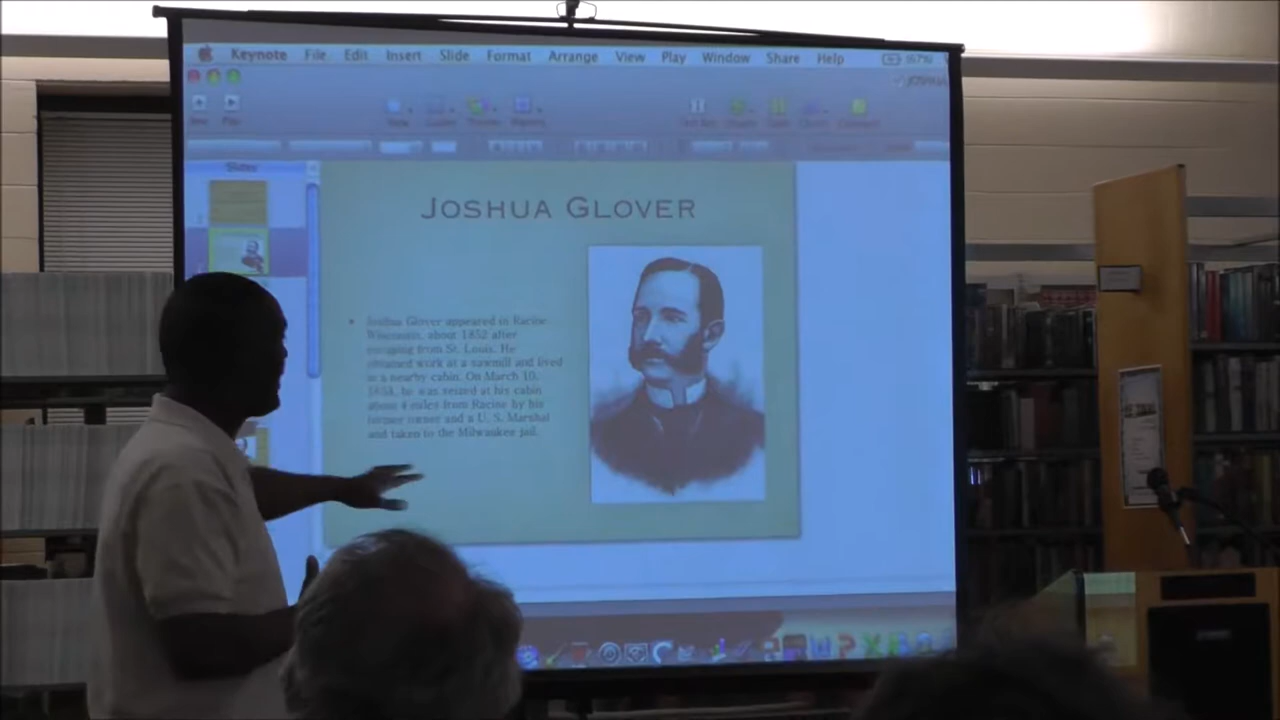 Keynote File Edit Insert Slide Format Arrange View Play Window Share Help
Slides
JOSHUA GLOVER
Joshua Glover appeared in Racine
Wisconsin, about 1852 after
escaping from St. Louis. He
obtained work at a sawmill and lived
in a nearby cabin. On March 10,
1854, he was seized at his cabin
about 4 miles from Racine by his
former owner and a U. S. Marshal
and taken to the Milwaukee jail.